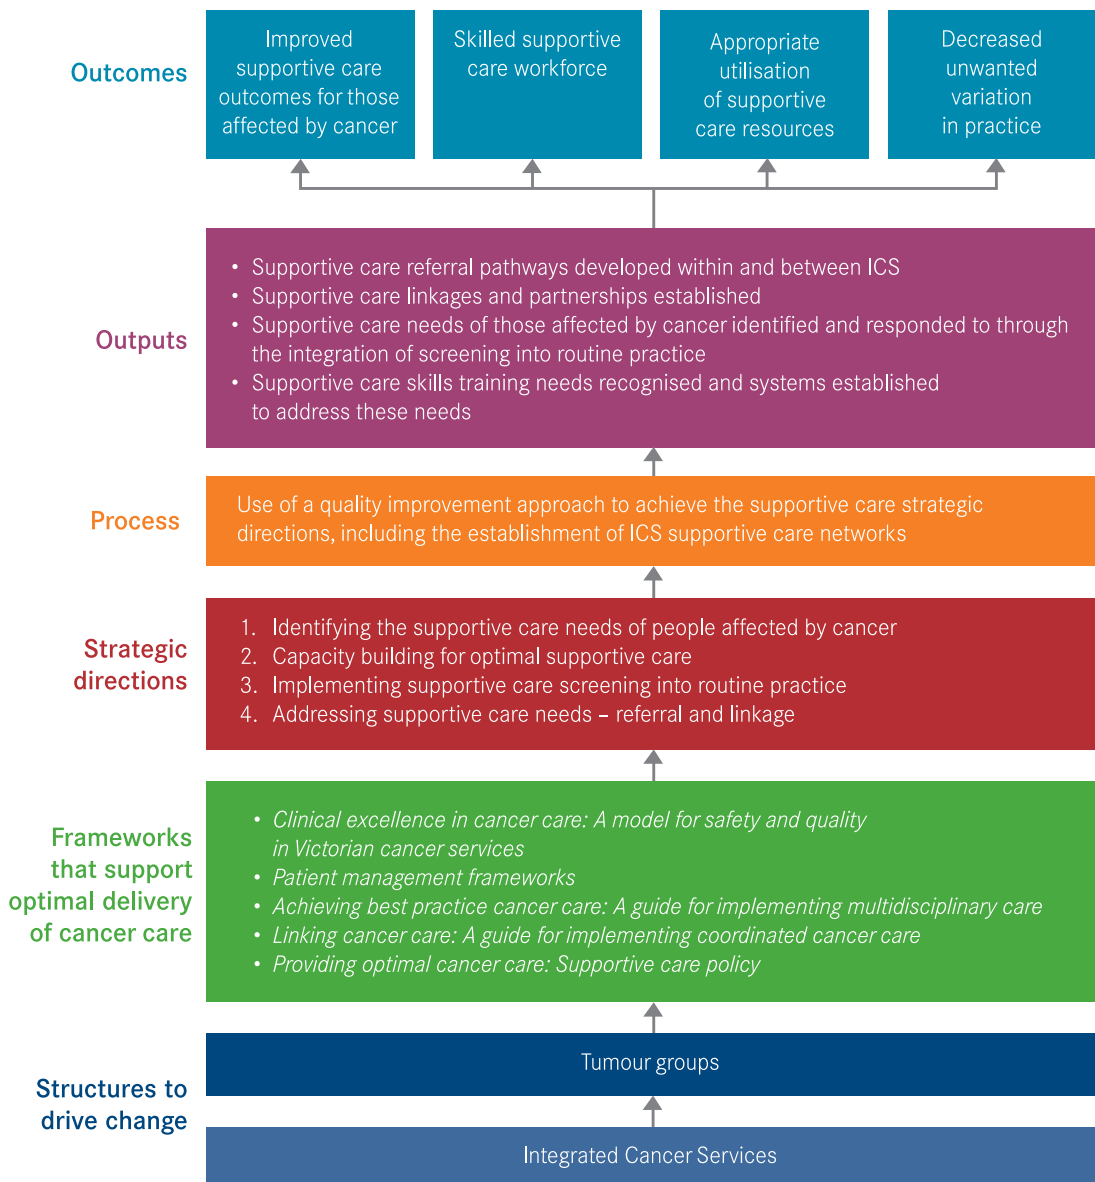 Outcomes
Improved
supportive care
outcomes for those
affected by cancer
Skilled supportive
care workforce
Appropriate
utilisation
of supportive
care resources
Decreased
unwanted
variation
in practice
Outputs
• Supportive care referral pathways developed within and between ICS
• Supportive care linkages and partnerships established
• Supportive care needs of those affected by cancer identified and responded to through
the integration of screening into routine practice
• Supportive care skills training needs recognised and systems established
to address these needs
Process
Use of a quality improvement approach to achieve the supportive care strategic
directions, including the establishment of ICS supportive care networks
Strategic
directions
1. Identifying the supportive care needs of people affected by cancer
2. Capacity building for optimal supportive care
3. Implementing supportive care screening into routine practice
4. Addressing supportive care needs – referral and linkage
Frameworks
that support
optimal delivery
of cancer care
• Clinical excellence in cancer care: A model for safety and quality
in Victorian cancer services
• Patient management frameworks
• Achieving best practice cancer care: A guide for implementing multidisciplinary care
• Linking cancer care: A guide for implementing coordinated cancer care
• Providing optimal cancer care: Supportive care policy
Structures to
drive change
Tumour groups
Integrated Cancer Services